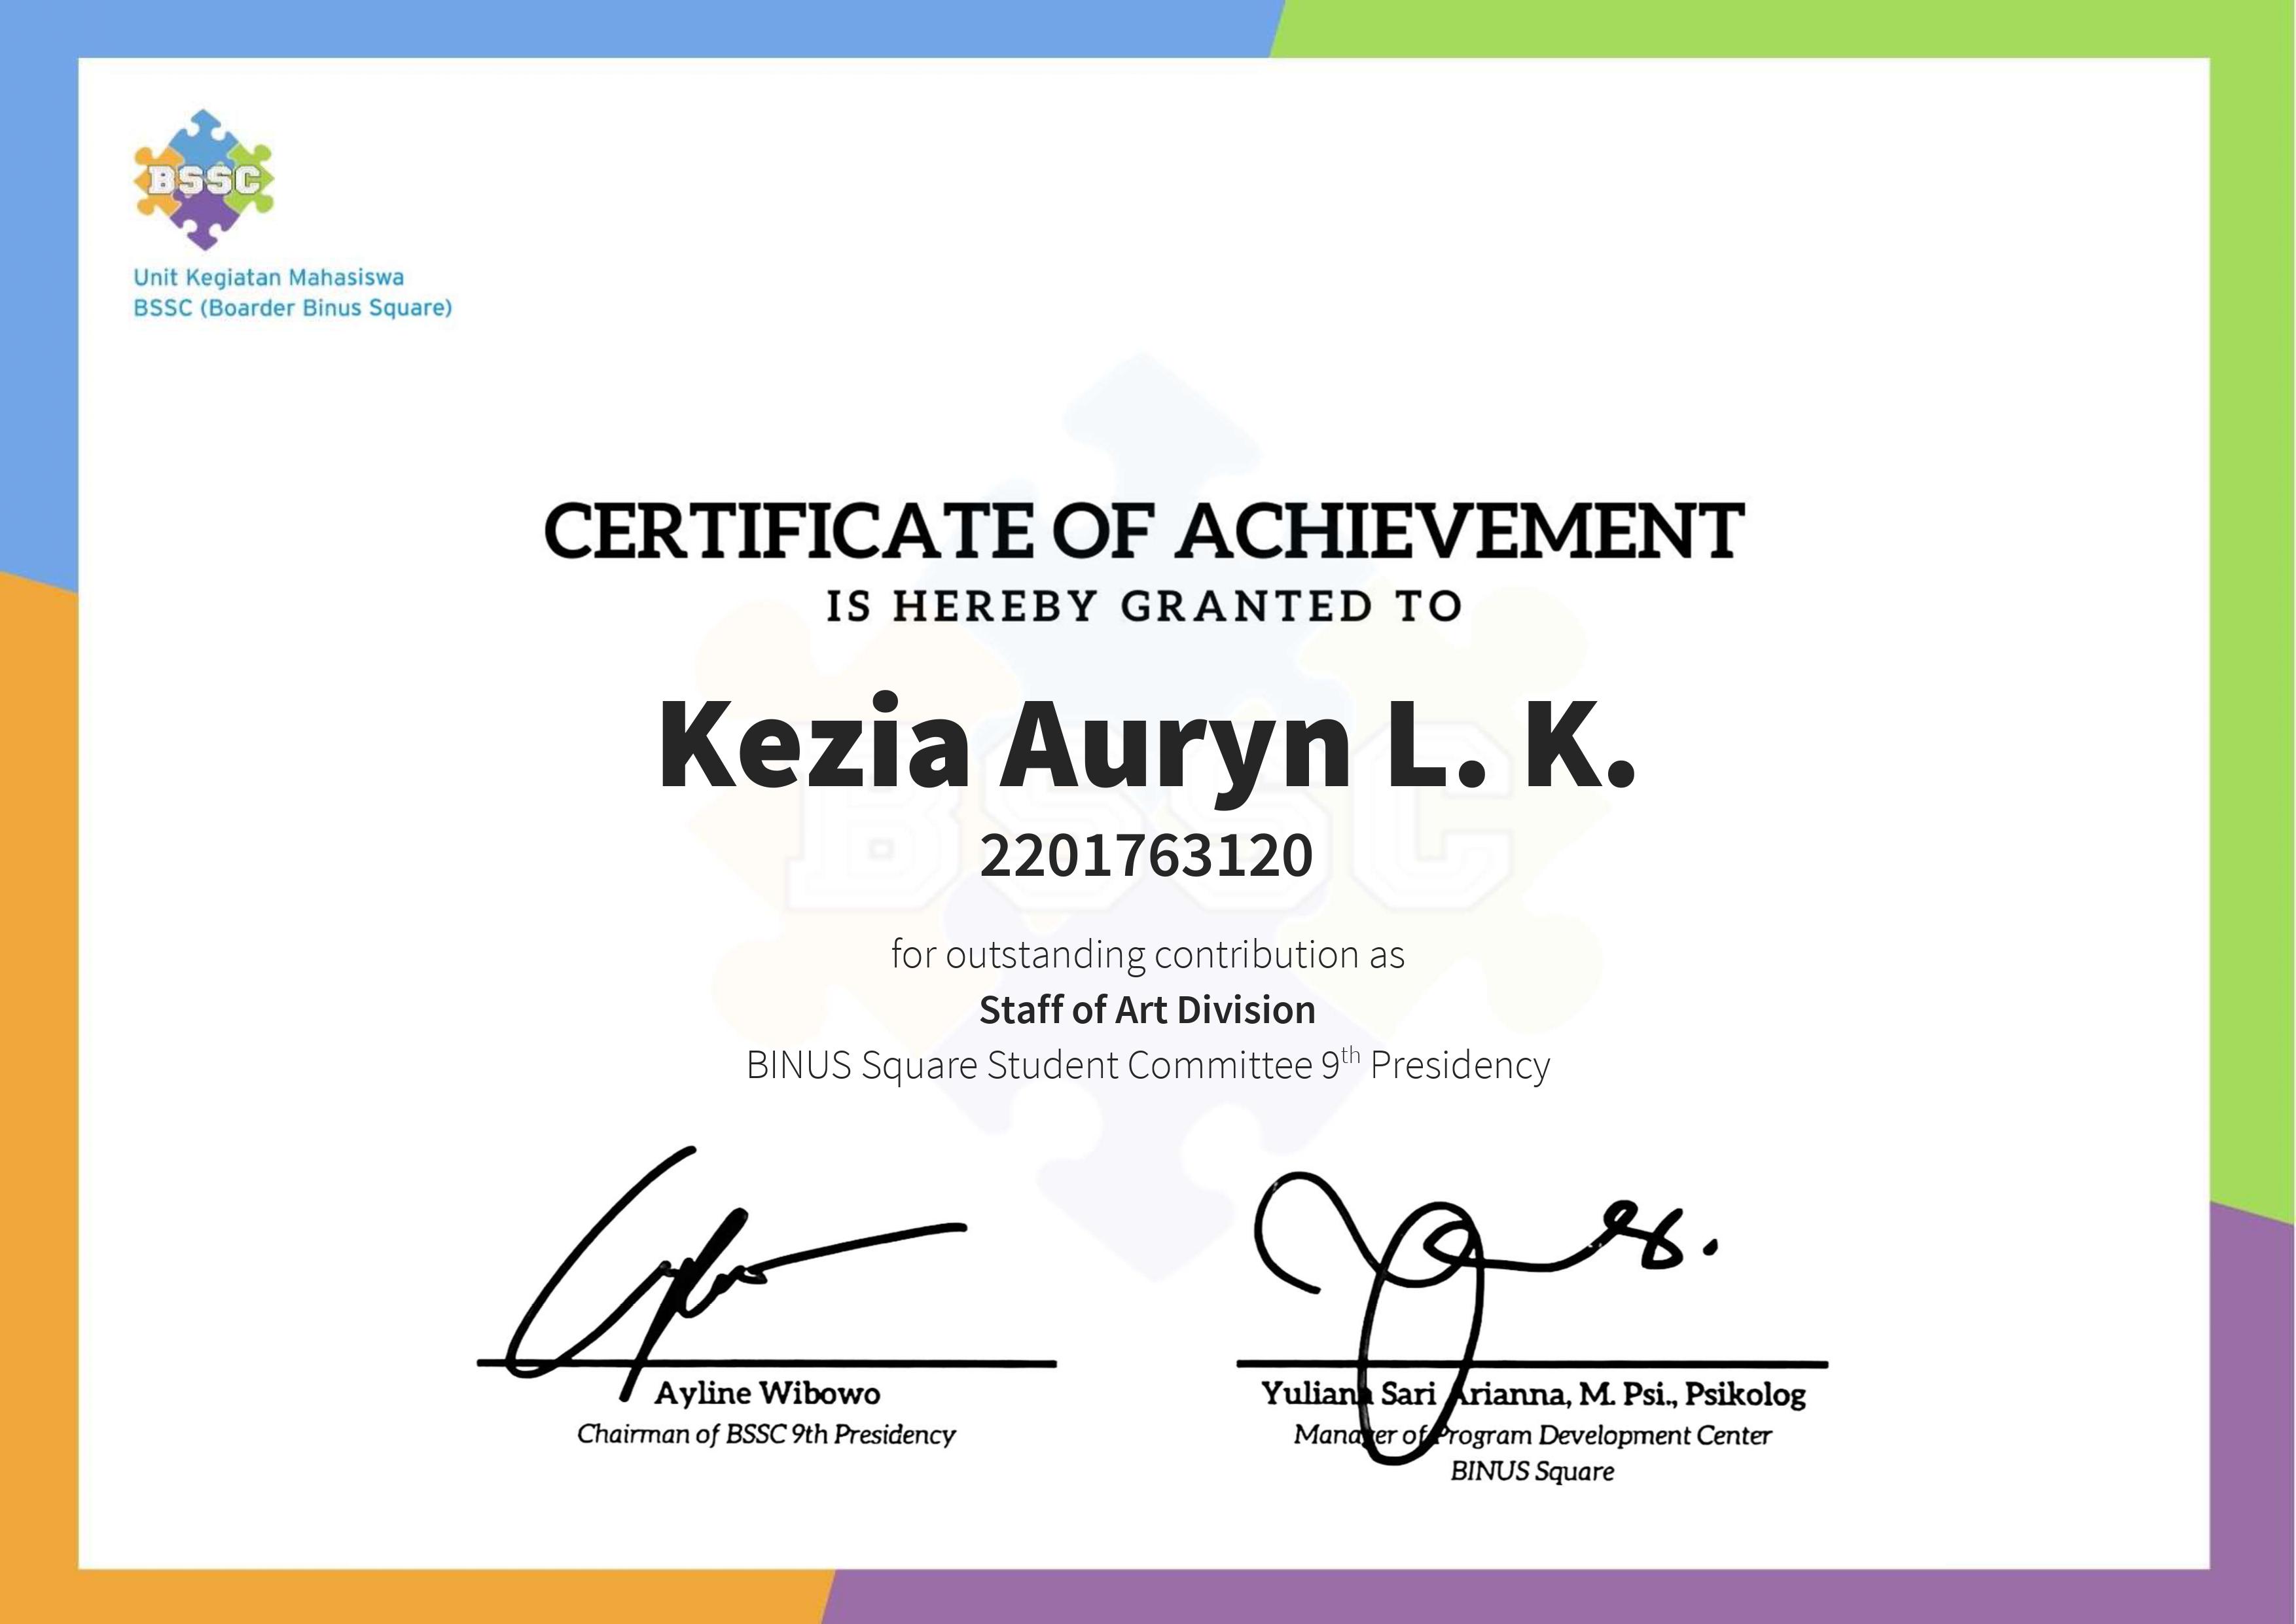 BSSC
Unit Kegiatan Mahasiswa
BSSC (Boarder Binus Square)
CERTIFICATE OF ACHIEVEMENT
IS HEREBY GRANTED TO
Kezia Auryn L. K.
2201763120
for outstanding contribution as
Staff of Art Division
BINUS Square Student Committee 9th Presidency
Ayline Wibowo
Chairman of BSSC 9th Presidency
Yuliana Sari Arianna, M. Psi., Psikolog
Manager of Program Development Center
BINUS Square